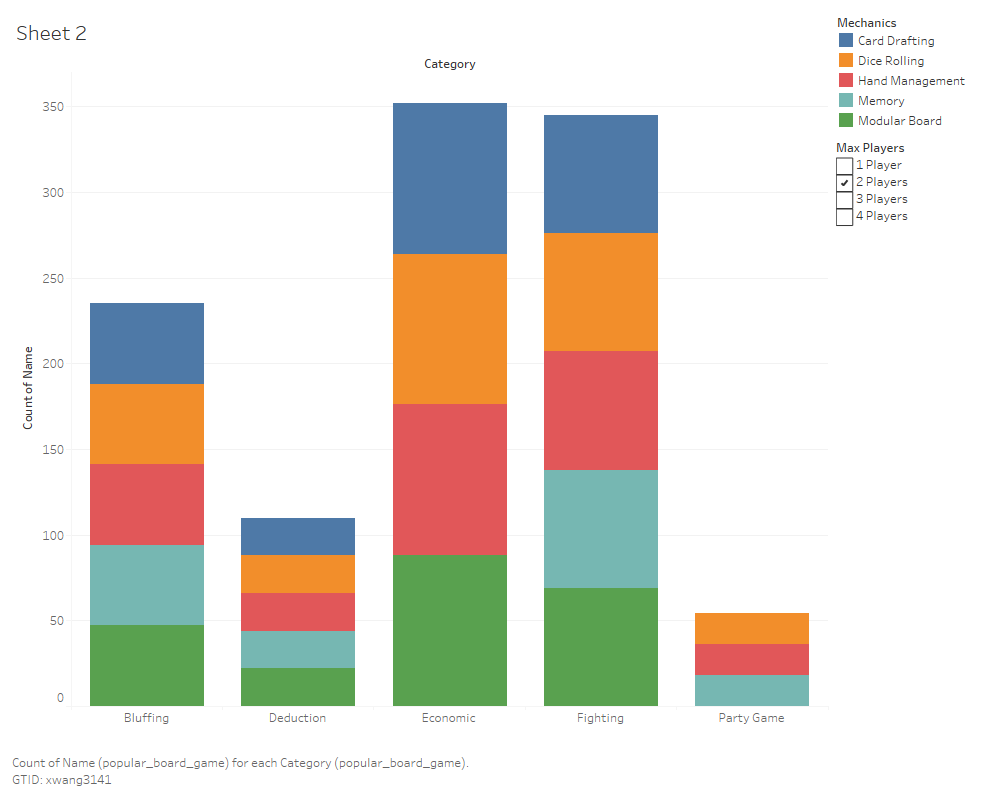 Sheet 2
Category
350
300
250
200
150
100
50
0
Count of Name
Bluffing
Deduction
Economic
Fighting
Party Game
Mechanics
Card Drafting
Dice Rolling
Hand Management
Memory
Modular Board
Max Players
1 Player
2 Players
3 Players
4 Players
Count of Name (popular_board_game) for each Category (popular_board_game).
GTID: xwang3141